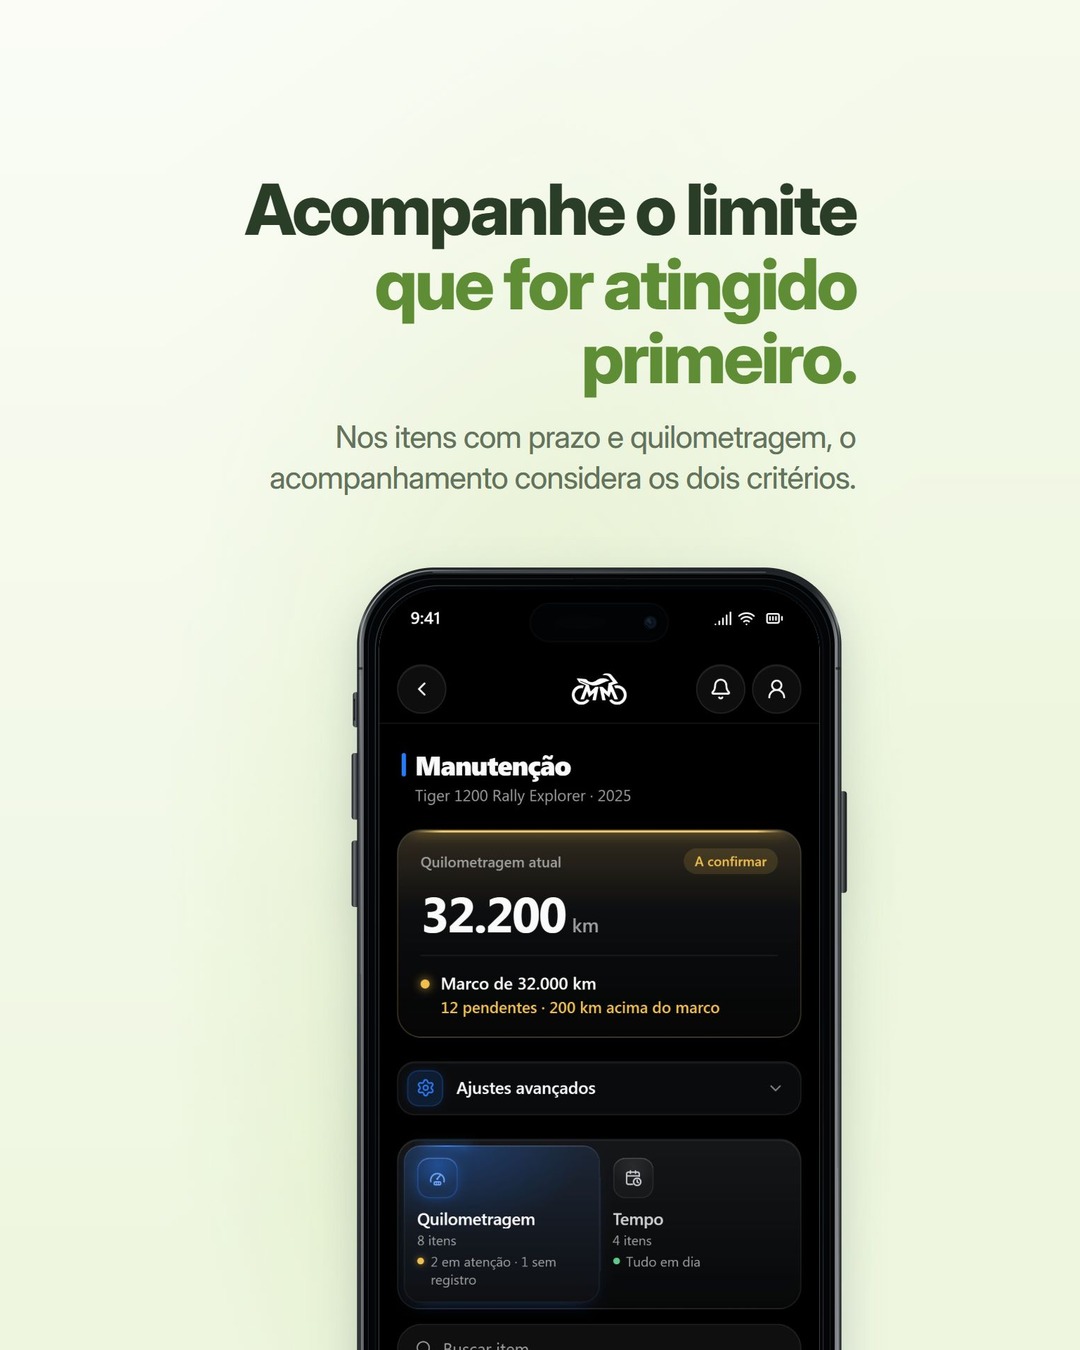 Acompanhe o limite
que for atingido
primeiro.
Nos itens com prazo e quilometragem, o
acompanhamento considera os dois critérios.
9:41
MM
Manutenção
Tiger 1200 Rally Explorer · 2025
Quilometragem atual
A confirmar
32.200 km
Marco de 32.000 km
12 pendentes · 200 km acima do marco
Ajustes avançados
Quilometragem
8 itens
2 em atenção · 1 sem
registro
Tempo
4 itens
Tudo em dia
Buscar item